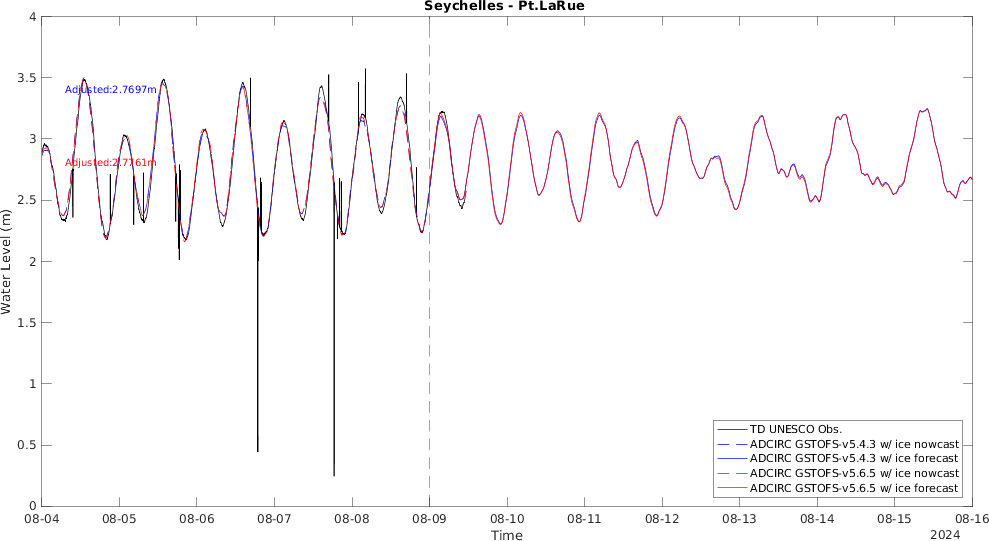 Seychelles - Pt.LaRue
4
3.5
3
2.5
2
1.5
1
0.5
0
Water Level (m)
Adjusted:2.7697m
Adjusted:2.7761m
TD UNESCO Obs.
ADCIRC GSTOFS-v5.4.3 w/ ice nowcast
ADCIRC GSTOFS-v5.4.3 w/ ice forecast
ADCIRC GSTOFS-v5.6.5 w/ ice nowcast
ADCIRC GSTOFS-v5.6.5 w/ ice forecast
08-04 08-05 08-06 08-07 08-08 08-09 08-10 08-11 08-12 08-13 08-14 08-15 08-16
Time
2024